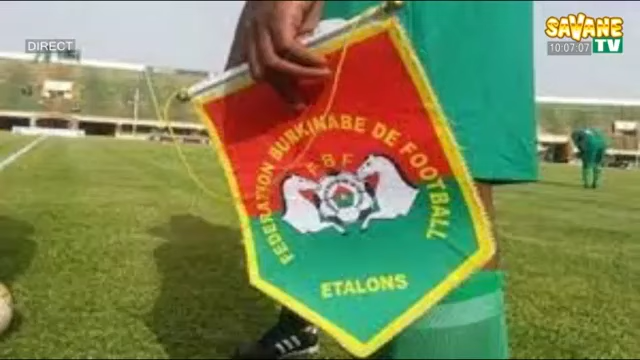 DIRECT
SAVANE
10:07:07 TV
FEDERATION BURKINABE DE FOOTBALL
FBF
ETALONS